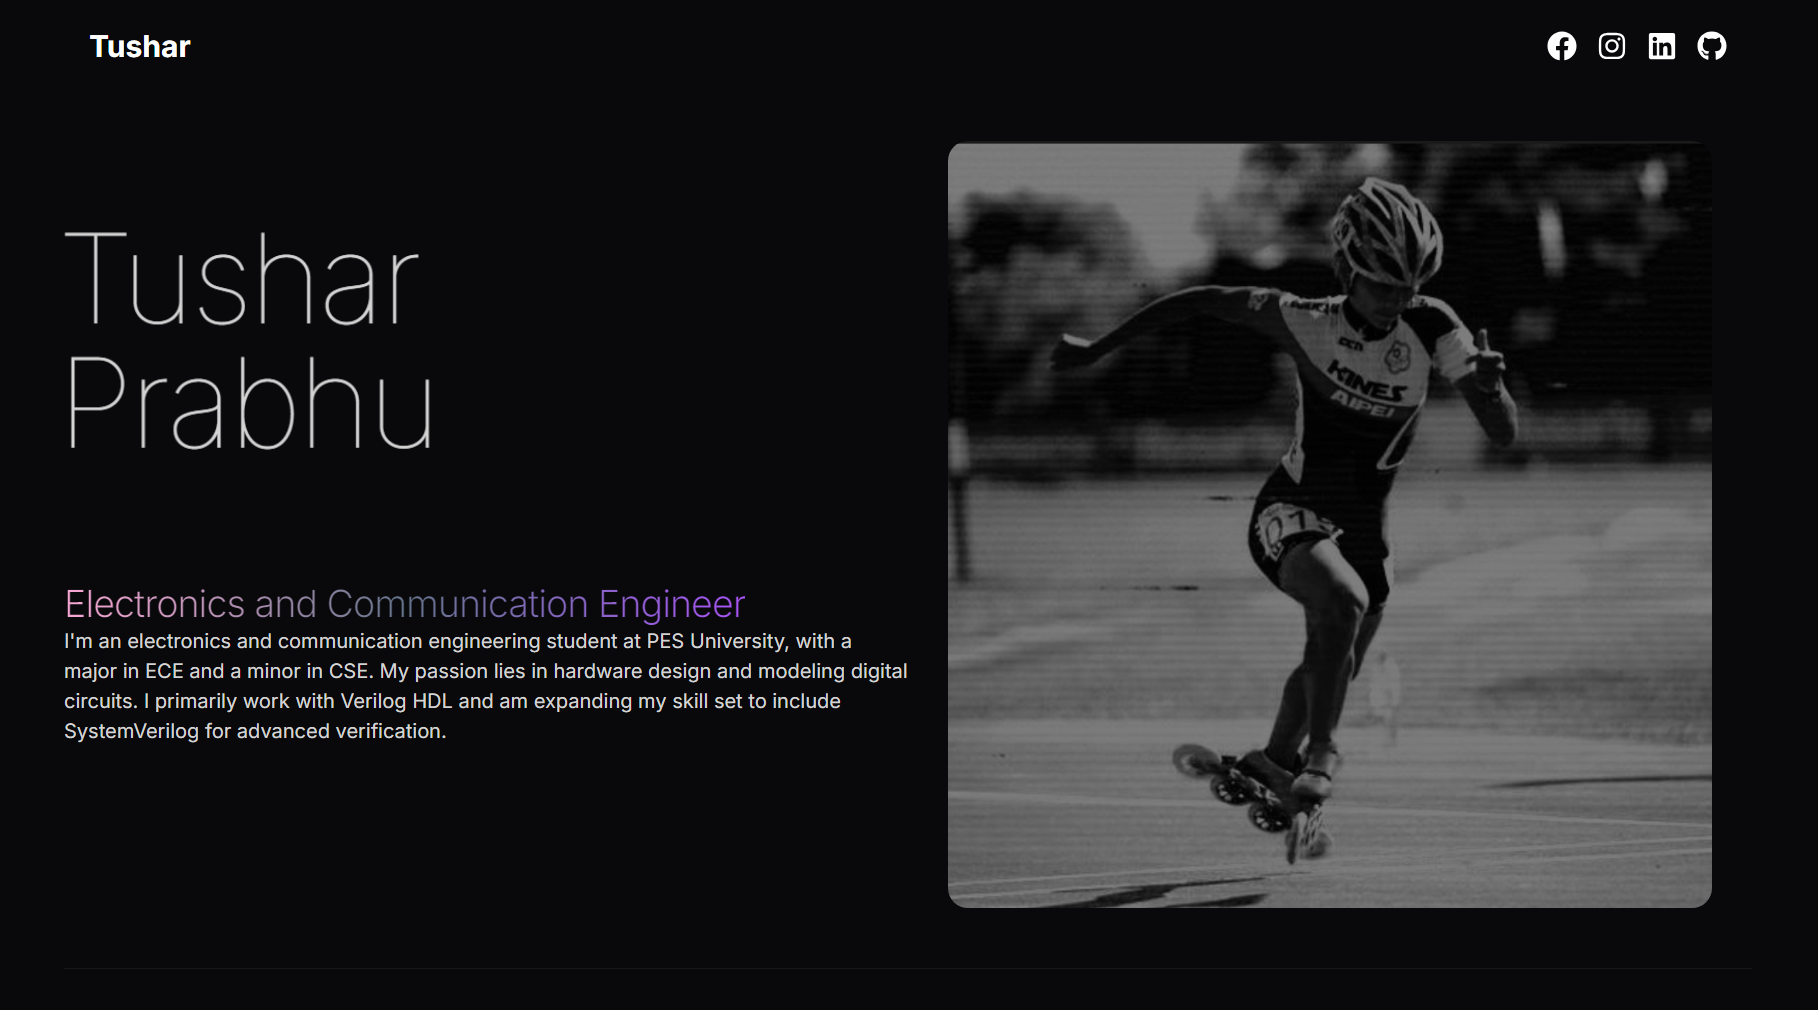 Tushar
Tushar
Prabhu
Electronics and Communication Engineer
I'm an electronics and communication engineering student at PES University, with a
major in ECE and a minor in CSE. My passion lies in hardware design and modeling digital
circuits. I primarily work with Verilog HDL and am expanding my skill set to include
SystemVerilog for advanced verification.
KINES
AIPEI